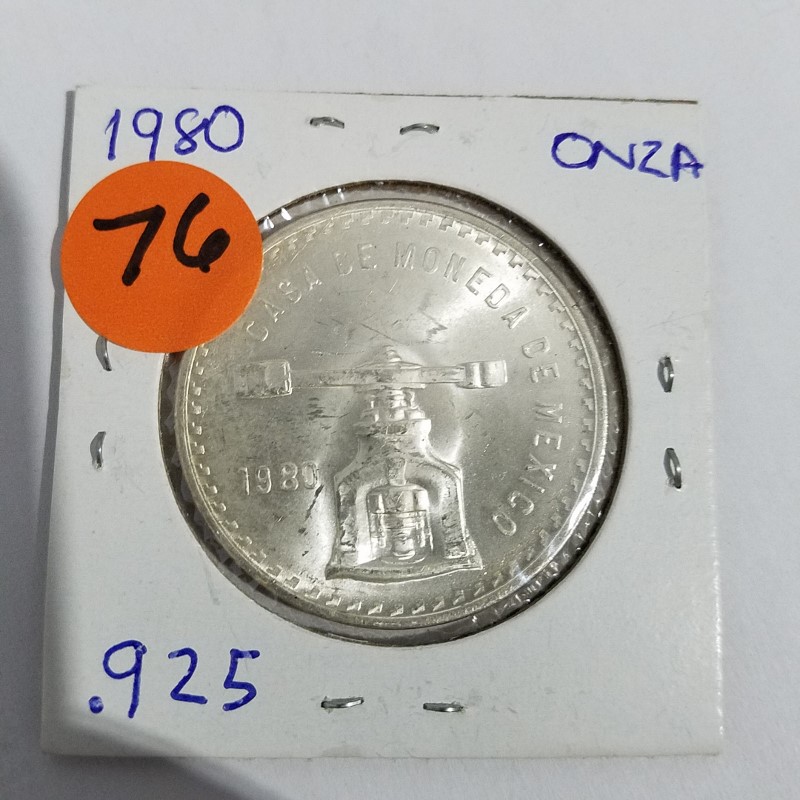 1980
ONZA
76
CASA DE MONEDA DE MEXICO
1980
.925